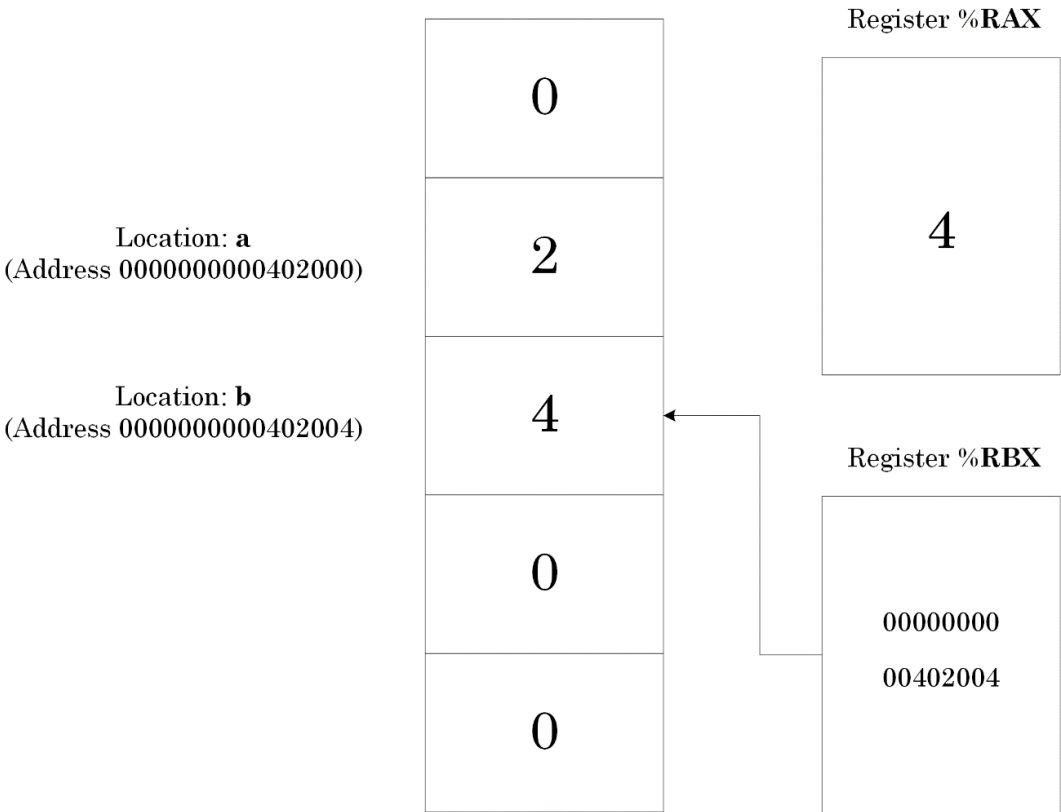 Register %RAX
0
Location: a
(Address 0000000000402000)
2
4
Location: b
(Address 0000000000402004)
4
Register %RBX
0
00000000
00402004
0